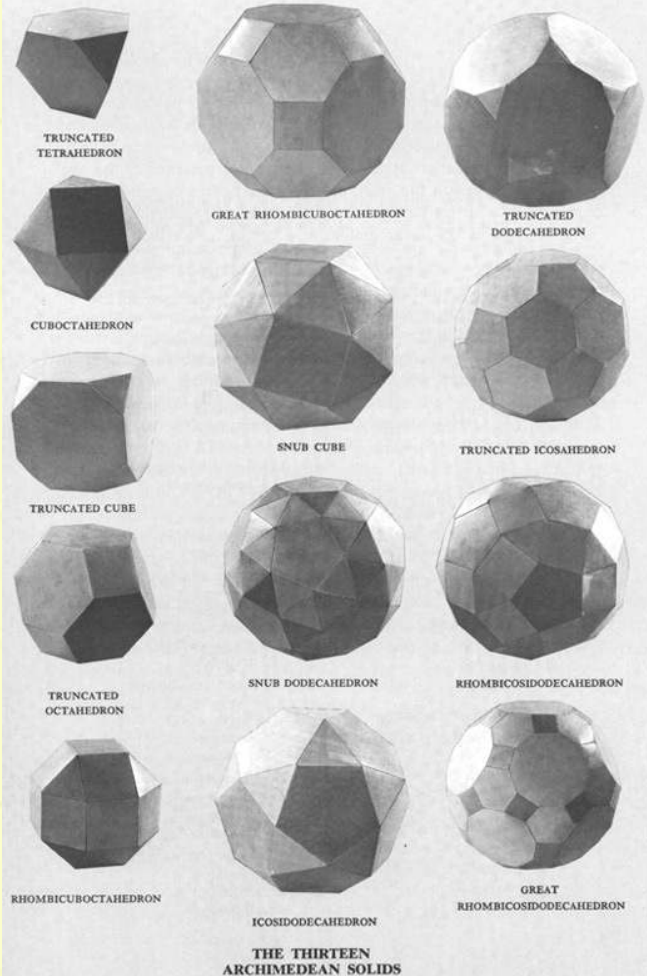 TRUNCATED
TETRAHEDRON
CUBOCTAHEDRON
TRUNCATED CUBE
TRUNCATED
OCTAHEDRON
RHOMBICUBOCTAHEDRON
GREAT RHOMBICUBOCTAHEDRON
SNUB CUBE
SNUB DODECAHEDRON
ICOSIDODECAHEDRON
TRUNCATED
DODECAHEDRON
TRUNCATED ICOSAHEDRON
RHOMBICOSIDODECAHEDRON
GREAT
RHOMBICOSIDODECAHEDRON
THE THIRTEEN
ARCHIMEDEAN SOLIDS